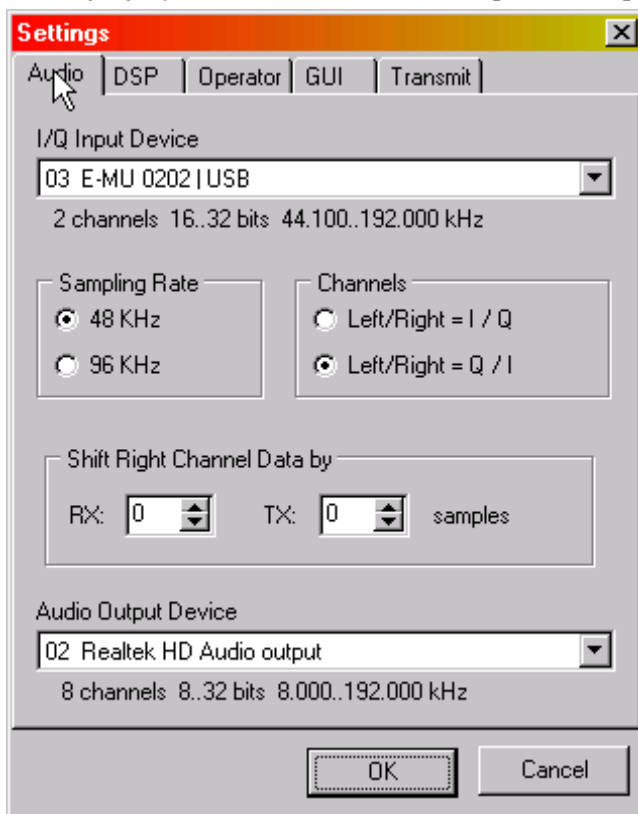 Settings
Audio DSP Operator GUI Transmit
I/Q Input Device
03 E-MU 0202 | USB
2 channels 16..32 bits 44.100..192.000 kHz
Sampling Rate Channels
48 KHz Left/Right = I / Q
96 KHz Left/Right = Q / I
Shift Right Channel Data by
RX: 0 TX: 0 samples
Audio Output Device
02 Realtek HD Audio output
8 channels 8..32 bits 8.000..192.000 kHz
OK Cancel